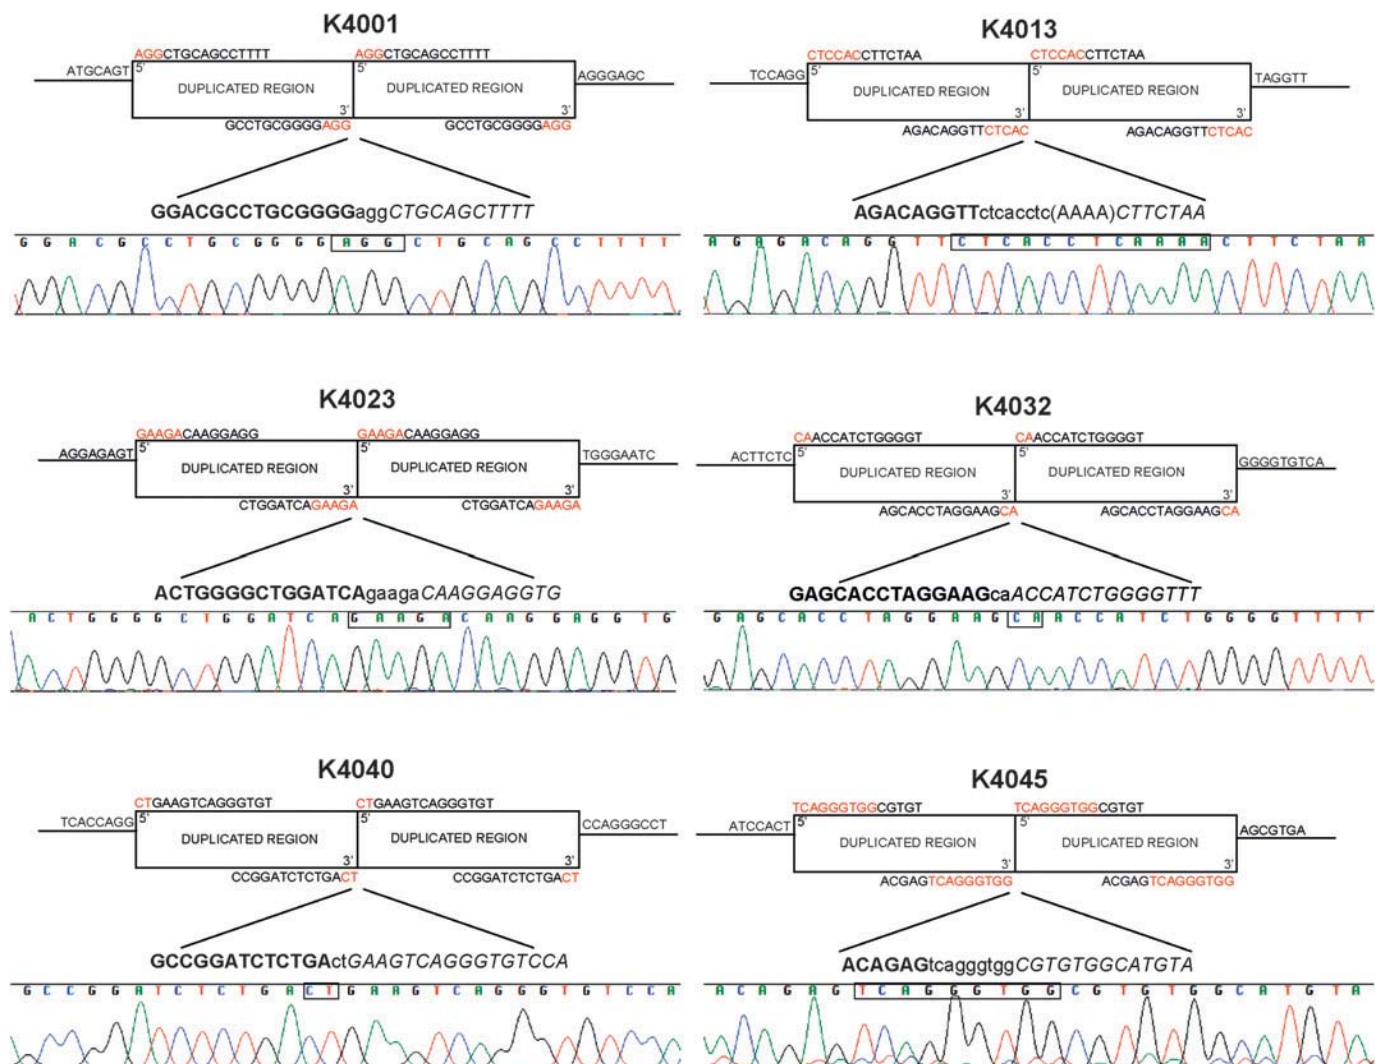 K4001
AGGCTGCAGCCTTTT AGGCTGCAGCCTTTT
ATGCAGT 5' DUPLICATED REGION 3' 5' DUPLICATED REGION 3' AGGGAGC
GCCTGCGGGGAGG GCCTGCGGGGAGG
GGACGCCTGCGGGGaggCTGCAGCTTTT
G G A C G C C T G C G G G G A G G C T G C A G C C T T T T
K4013
CTCCACCTTCTAA CTCCACCTTCTAA
TCCAGG 5' DUPLICATED REGION 3' 5' DUPLICATED REGION 3' TAGGTT
AGACAGGTTCTCAC AGACAGGTTCTCAC
AGACAGGTTctcacctc(AAAA)CTTCTAA
A G A G A C A G G T T C T C A C C T C A A A A C T T C T A A
K4023
GAAGACAAGGAGG GAAGACAAGGAGG
AGGAGAGT 5' DUPLICATED REGION 3' 5' DUPLICATED REGION 3' TGGGAATC
CTGGATCAGAAGA CTGGATCAGAAGA
ACTGGGGCTGGATCAgaagaCAAGGAGGTG
A C T G G G G C T G G A T C A G A A G A C A A G G A G G T G
K4032
CAACCATCTGGGGT CAACCATCTGGGGT
ACTTCTC 5' DUPLICATED REGION 3' 5' DUPLICATED REGION 3' GGGGTGTCA
AGCACCTAGGAAGCA AGCACCTAGGAAGCA
GAGCACCTAGGAAGcaACCATCTGGGGTTT
G A G C A C C T A G G A A G C A A C C A T C T G G G G T T T T
K4040
CTGAAGTCAGGGTGT CTGAAGTCAGGGTGT
TCACCAGG 5' DUPLICATED REGION 3' 5' DUPLICATED REGION 3' CCAGGGCCT
CCGGATCTCTGACT CCGGATCTCTGACT
GCCGGATCTCTGActGAAGTCAGGGTGTCCA
G C C G G A T C T C T G A C T G A A G T C A G G G T G T C C A
K4045
TCAGGGTGGCGTGT TCAGGGTGGCGTGT
ATCCACT 5' DUPLICATED REGION 3' 5' DUPLICATED REGION 3' AGCGTGA
ACGAGTCAGGGTGG ACGAGTCAGGGTGG
ACAGAGtcagggtggCGTGTGGCATGTA
A C A G A G T C A G G G T G G C G T G T G G C A T G T A